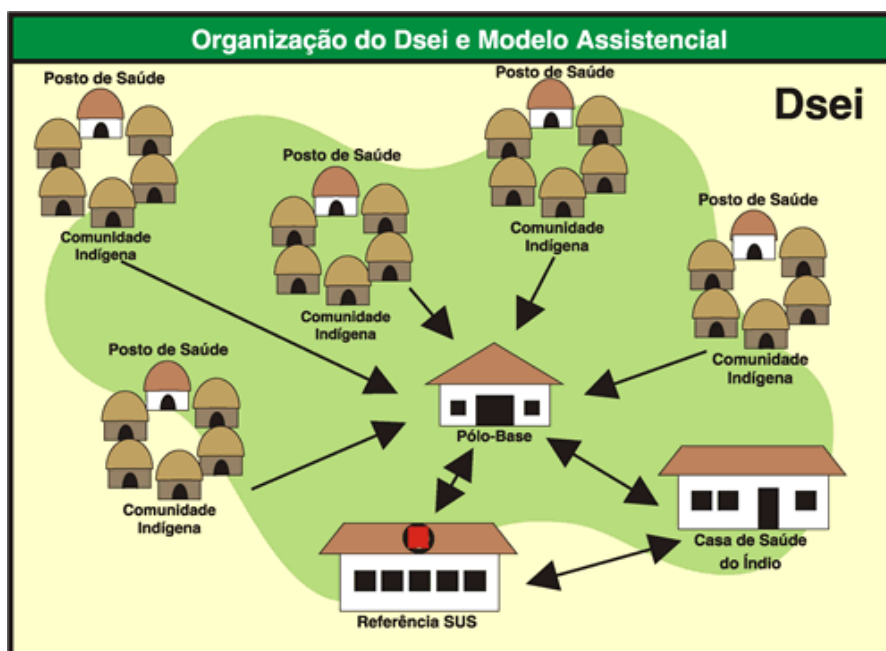 Organização do Dsei e Modelo Assistencial
Dsei
Posto de Saúde
Comunidade
Indígena
Posto de Saúde
Comunidade
Indígena
Posto de Saúde
Comunidade
Indígena
Posto de Saúde
Comunidade
Indígena
Posto de Saúde
Comunidade
Indígena
Pólo-Base
Casa de Saúde
do Índio
Referência SUS